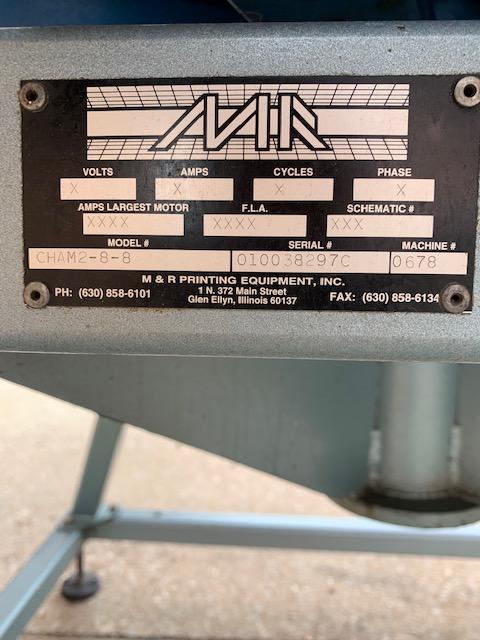 M&R
VOLTS AMPS CYCLES PHASE
X X X X
AMPS LARGEST MOTOR F.L.A. SCHEMATIC #
XXXX XXXX XXX
MODEL # SERIAL # MACHINE #
CHAM2-8-8 010038297C 0678
M & R PRINTING EQUIPMENT, INC.
PH: (630) 858-6101 1 N. 372 Main Street FAX: (630) 858-6134
Glen Ellyn, Illinois 60137